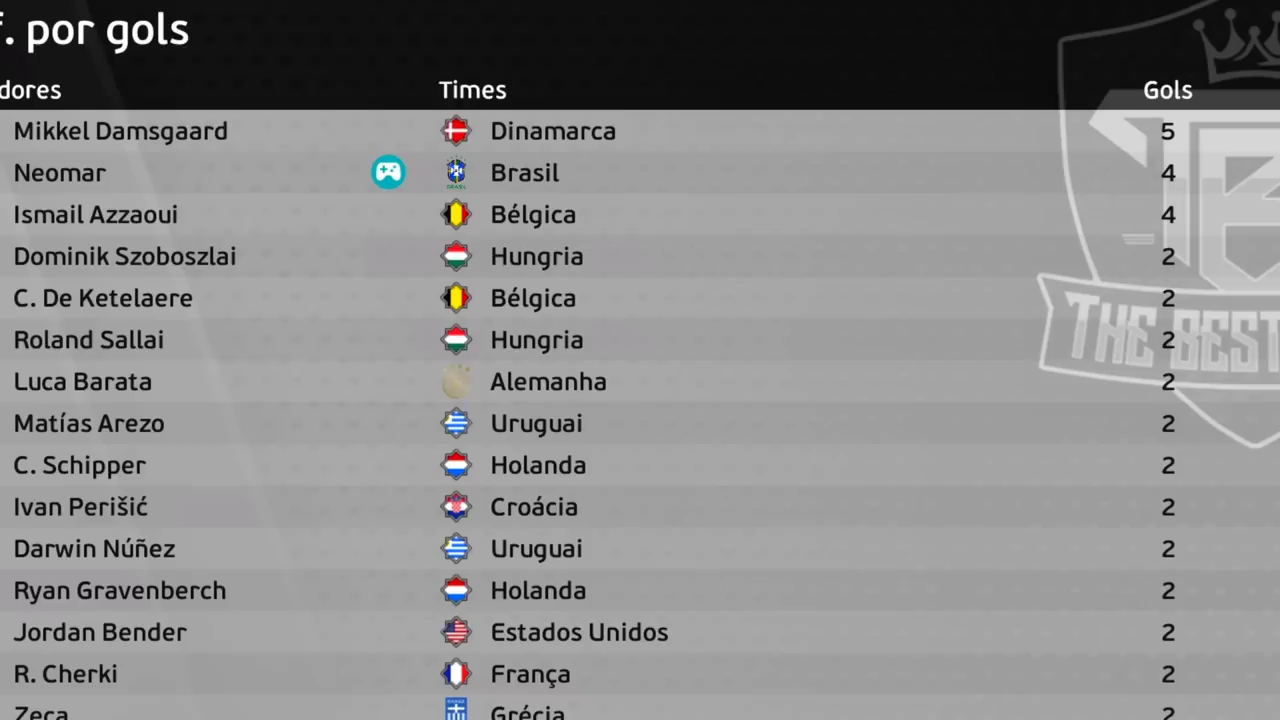 f. por gols
dores Times Gols
Mikkel Damsgaard Dinamarca 5
Neomar Brasil 4
Ismail Azzaoui Bélgica 4
Dominik Szoboszlai Hungria 2
C. De Ketelaere Bélgica 2
Roland Sallai Hungria 2
Luca Barata Alemanha 2
Matías Arezo Uruguai 2
C. Schipper Holanda 2
Ivan Perišić Croácia 2
Darwin Núñez Uruguai 2
Ryan Gravenberch Holanda 2
Jordan Bender Estados Unidos 2
R. Cherki França 2
Zeca Grécia 2
THE BEST